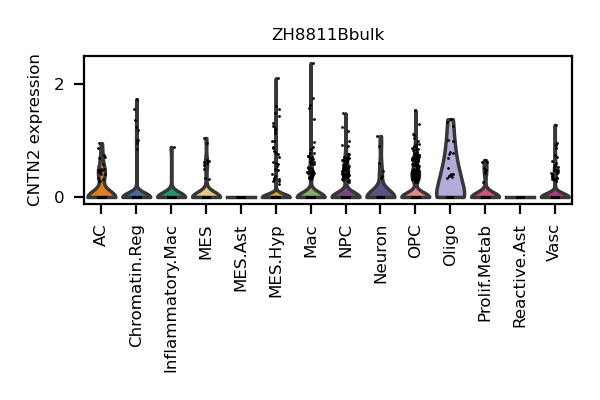 ZH8811Bbulk
CNTN2 expression
2
0
AC
Chromatin.Reg
Inflammatory.Mac
MES
MES.Ast
MES.Hyp
Mac
NPC
Neuron
OPC
Oligo
Prolif.Metab
Reactive.Ast
Vasc